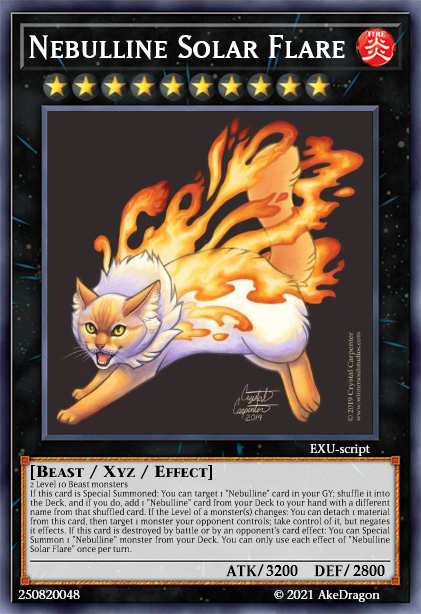 NEBULLINE SOLAR FLARE
FIRE
炎
Crystal
Carpenter
2019
© 2019 Crystal Carpenter
www.wintersoulstudios.com
EXU-script
[BEAST / XYZ / EFFECT]
2 Level 10 Beast monsters
If this card is Special Summoned: You can target 1 "Nebulline" card in your GY; shuffle it into
the Deck, and if you do, add 1 "Nebulline" card from your Deck to your hand with a different
name from that shuffled card. If the Level of a monster(s) changes: You can detach 1 material
from this card, then target 1 monster your opponent controls; take control of it, but negates
it effects. If this card is destroyed by battle or by an opponent's card effect: You can Special
Summon 1 "Nebulline" monster from your Deck. You can only use each effect of "Nebulline
Solar Flare" once per turn.
ATK/3200 DEF/2800
250820048
© 2021 AkeDragon